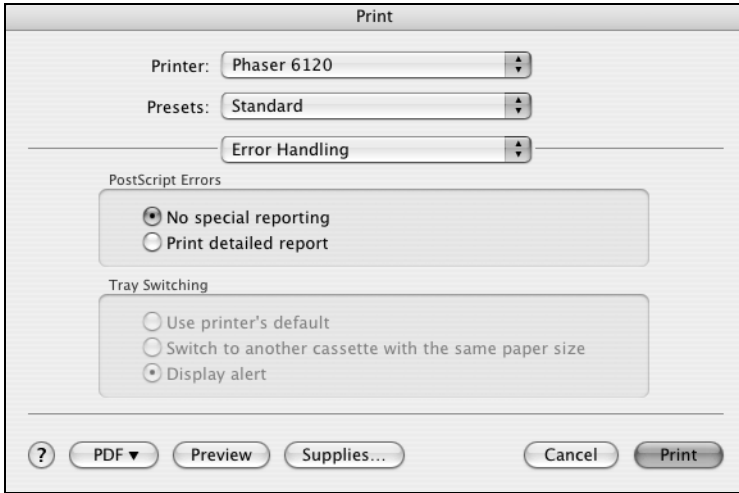 Print
Printer: Phaser 6120
Presets: Standard
Error Handling
PostScript Errors
No special reporting
Print detailed report
Tray Switching
Use printer's default
Switch to another cassette with the same paper size
Display alert
? PDF ▼ Preview Supplies... Cancel Print